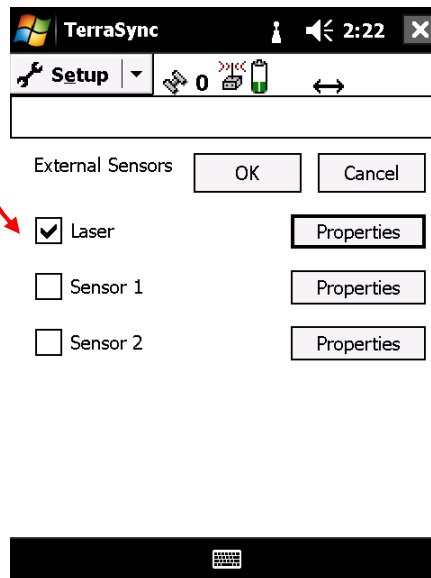 TerraSync 2:22
Setup 0
External Sensors OK Cancel
Laser Properties
Sensor 1 Properties
Sensor 2 Properties